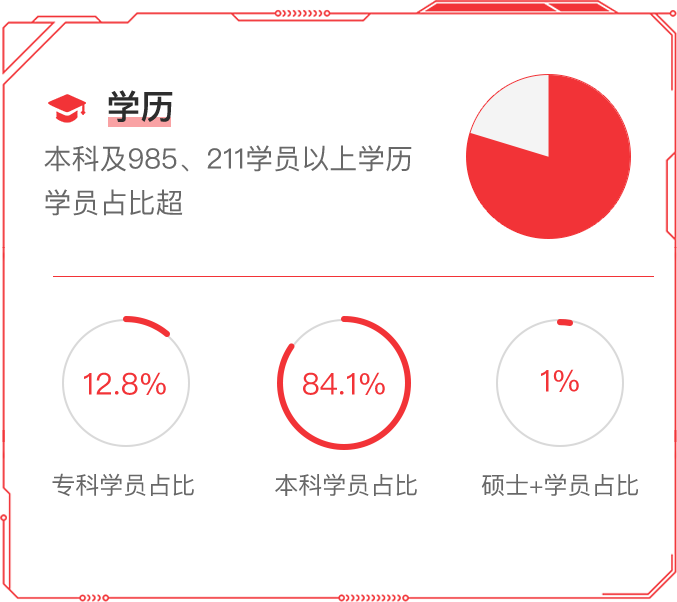 学历
本科及985、211学员以上学历
学员占比超
12.8%
84.1%
1%
专科学员占比
本科学员占比
硕士+学员占比